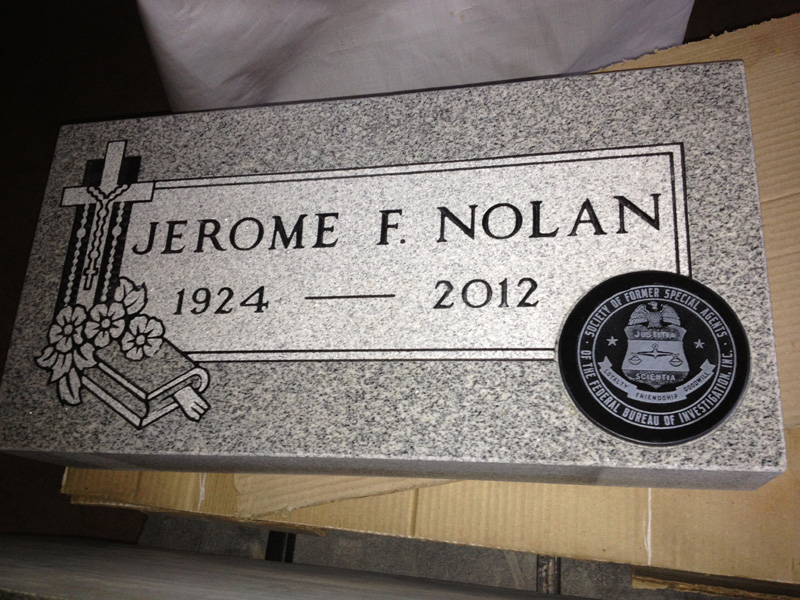 JEROME F. NOLAN
1924 — 2012
· SOCIETY OF FORMER SPECIAL AGENTS ·
OF THE FEDERAL BUREAU OF INVESTIGATION, INC.
JUSTITIA
SCIENTIA
LOYALTY FRIENDSHIP GOODWILL